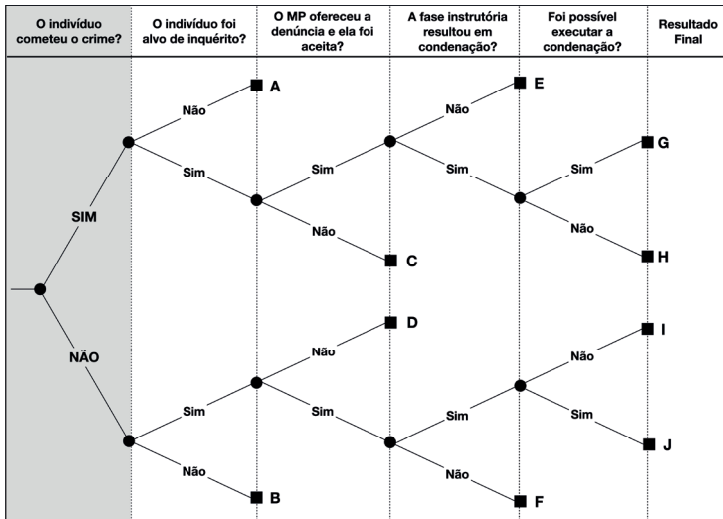 O indivíduo
cometeu o crime?
O indivíduo foi
alvo de inquérito?
O MP ofereceu a
denúncia e ela foi
aceita?
A fase instrutória
resultou em
condenação?
Foi possível
executar a
condenação?
Resultado
Final
A
E
Não
Não
G
Sim
Sim
Sim
Sim
SIM
Não
Não
C
H
D
I
Não
Não
NÃO
Sim
Sim
Sim
Sim
J
Não
Não
B
F